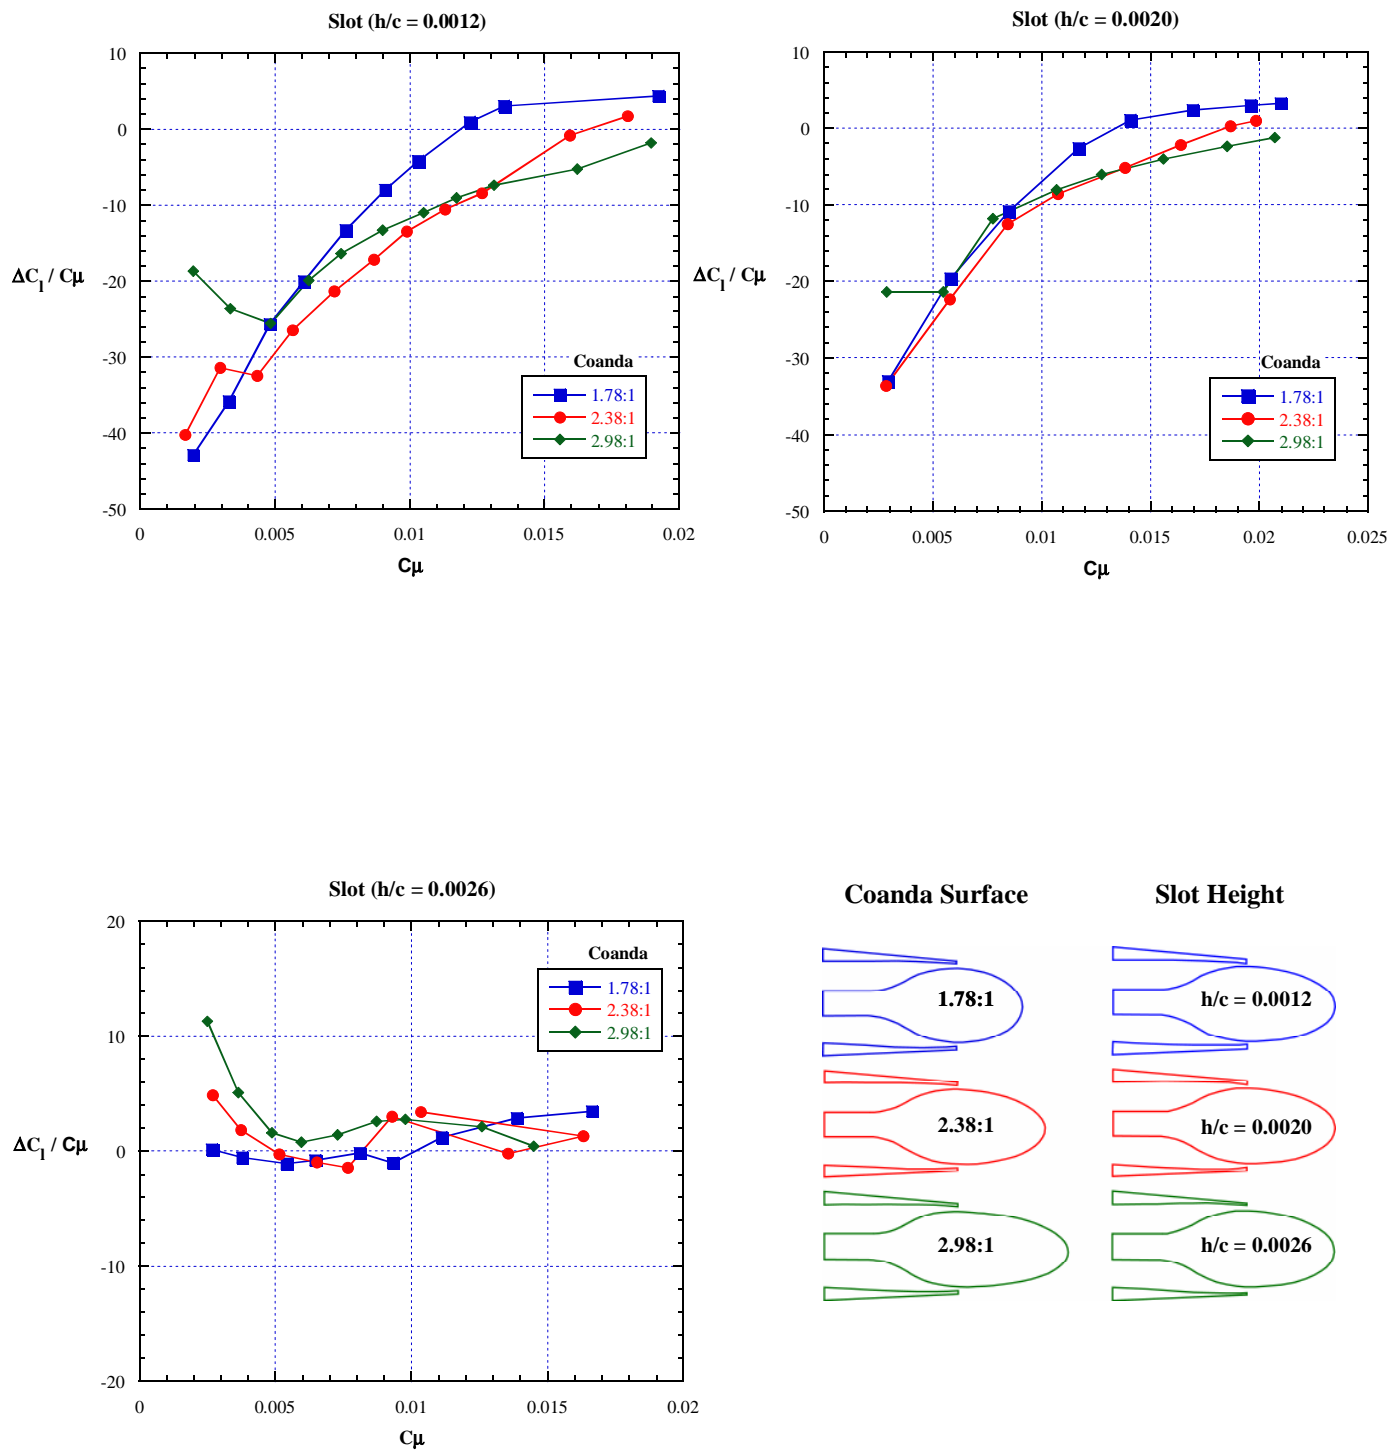 Slot (h/c = 0.0012)
10
0
-10
-20
-30
-40
-50
ΔCl / Cμ
Coanda
1.78:1
2.38:1
2.98:1
0 0.005 0.01 0.015 0.02
Cμ
Slot (h/c = 0.0020)
10
0
-10
-20
-30
-40
-50
ΔCl / Cμ
Coanda
1.78:1
2.38:1
2.98:1
0 0.005 0.01 0.015 0.02 0.025
Cμ
Slot (h/c = 0.0026)
20
10
0
-10
-20
ΔCl / Cμ
Coanda
1.78:1
2.38:1
2.98:1
0 0.005 0.01 0.015 0.02
Cμ
Coanda Surface Slot Height
1.78:1 h/c = 0.0012
2.38:1 h/c = 0.0020
2.98:1 h/c = 0.0026